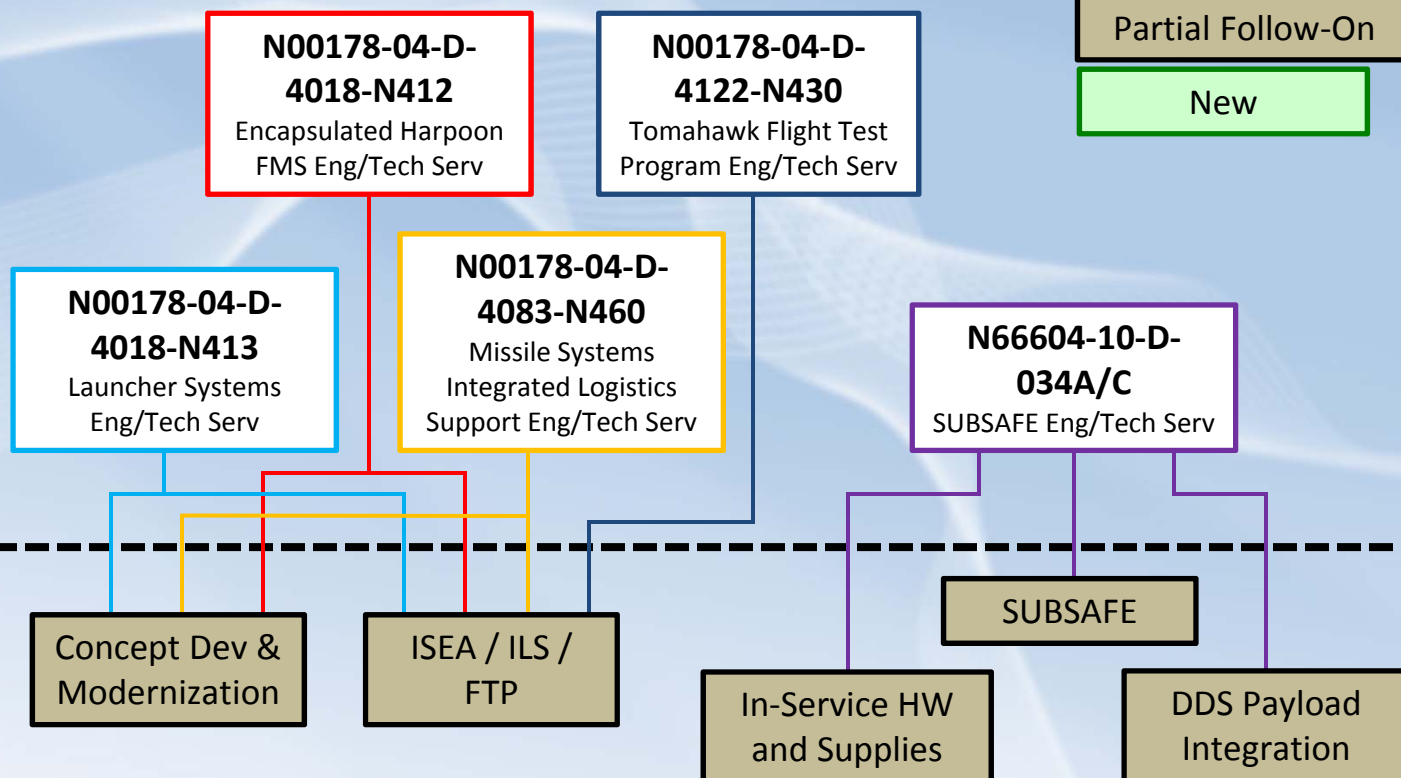 Partial Follow-On
New
N00178-04-D-
4018-N412
Encapsulated Harpoon
FMS Eng/Tech Serv
N00178-04-D-
4122-N430
Tomahawk Flight Test
Program Eng/Tech Serv
N00178-04-D-
4018-N413
Launcher Systems
Eng/Tech Serv
N00178-04-D-
4083-N460
Missile Systems
Integrated Logistics
Support Eng/Tech Serv
N66604-10-D-
034A/C
SUBSAFE Eng/Tech Serv
Concept Dev &
Modernization
ISEA / ILS /
FTP
SUBSAFE
In-Service HW
and Supplies
DDS Payload
Integration